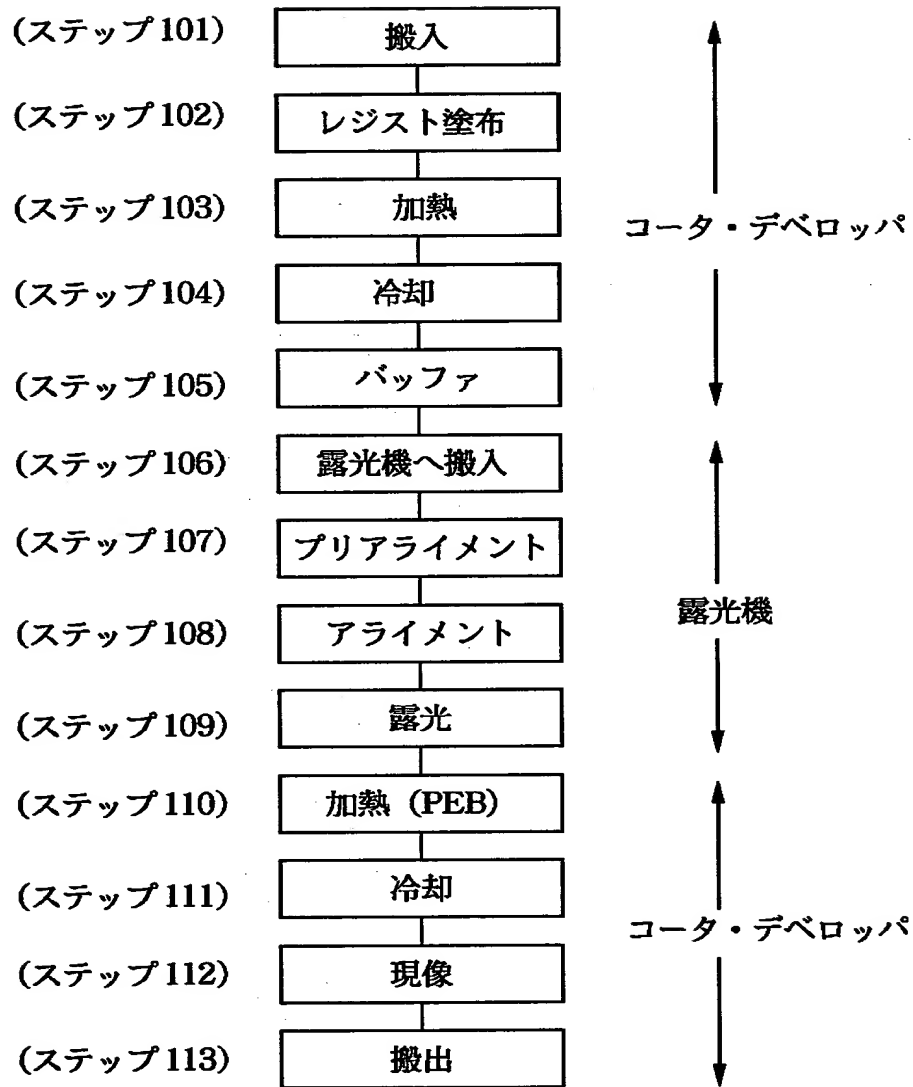 (ステップ101) 搬入
(ステップ102) レジスト塗布
(ステップ103) 加熱
コータ・デベロッパ
(ステップ104) 冷却
(ステップ105) バッファ
(ステップ106) 露光機へ搬入
(ステップ107) プリアライメント
(ステップ108) アライメント
露光機
(ステップ109) 露光
(ステップ110) 加熱 (PEB)
(ステップ111) 冷却
コータ・デベロッパ
(ステップ112) 現像
(ステップ113) 搬出